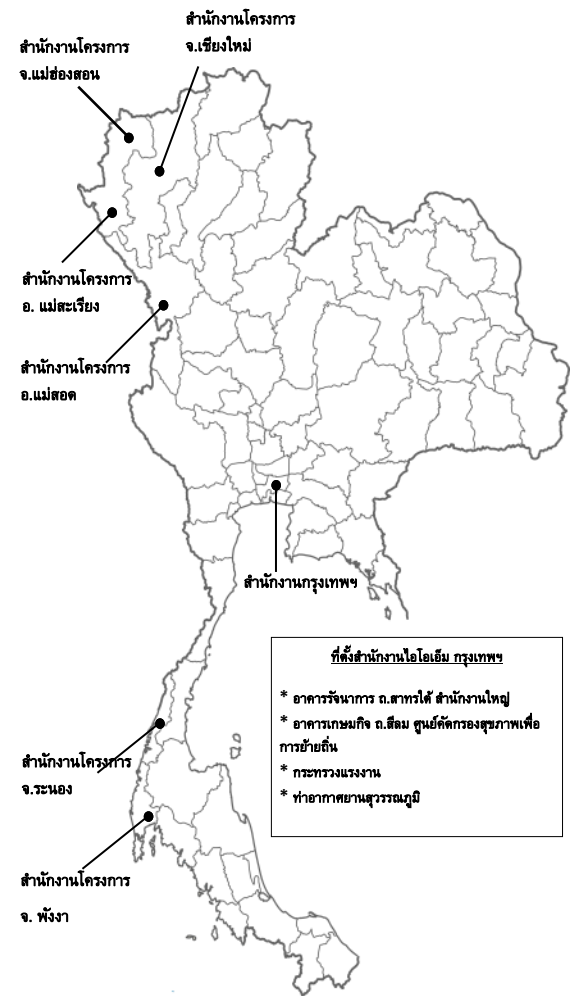 สำนักงานโครงการ
จ.เชียงใหม่
สำนักงานโครงการ
จ.แม่ฮ่องสอน
สำนักงานโครงการ
อ. แม่สะเรียง
สำนักงานโครงการ
อ.แม่สอด
สำนักงานกรุงเทพฯ
ที่ตั้งสำนักงานไอโอเอ็ม กรุงเทพฯ
* อาคารรัจนาการ ถ.สาทรใต้ สำนักงานใหญ่
* อาคารเกษมกิจ ถ.สีลม ศูนย์คัดกรองสุขภาพเพื่อ
การย้ายถิ่น
* กระทรวงแรงงาน
* ท่าอากาศยานสุวรรณภูมิ
สำนักงานโครงการ
จ.ระนอง
สำนักงานโครงการ
จ. พังงา